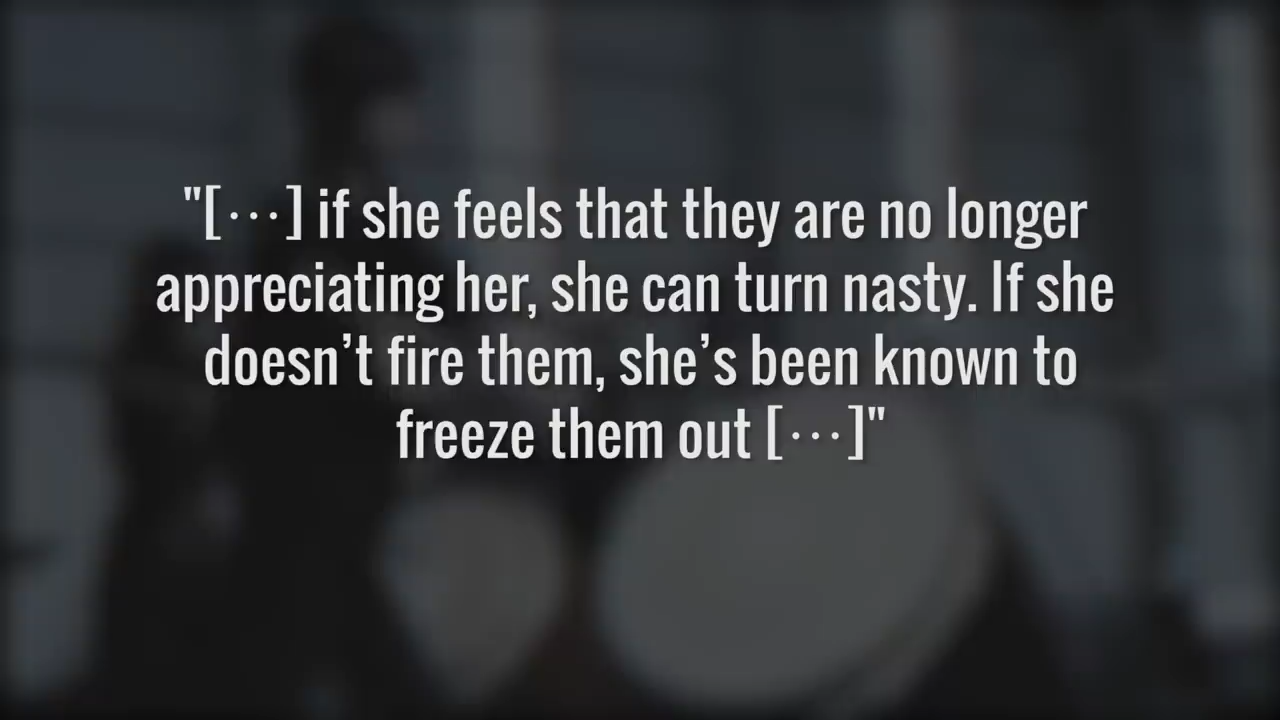 "[···] if she feels that they are no longer
appreciating her, she can turn nasty. If she
doesn’t fire them, she’s been known to
freeze them out [···]"